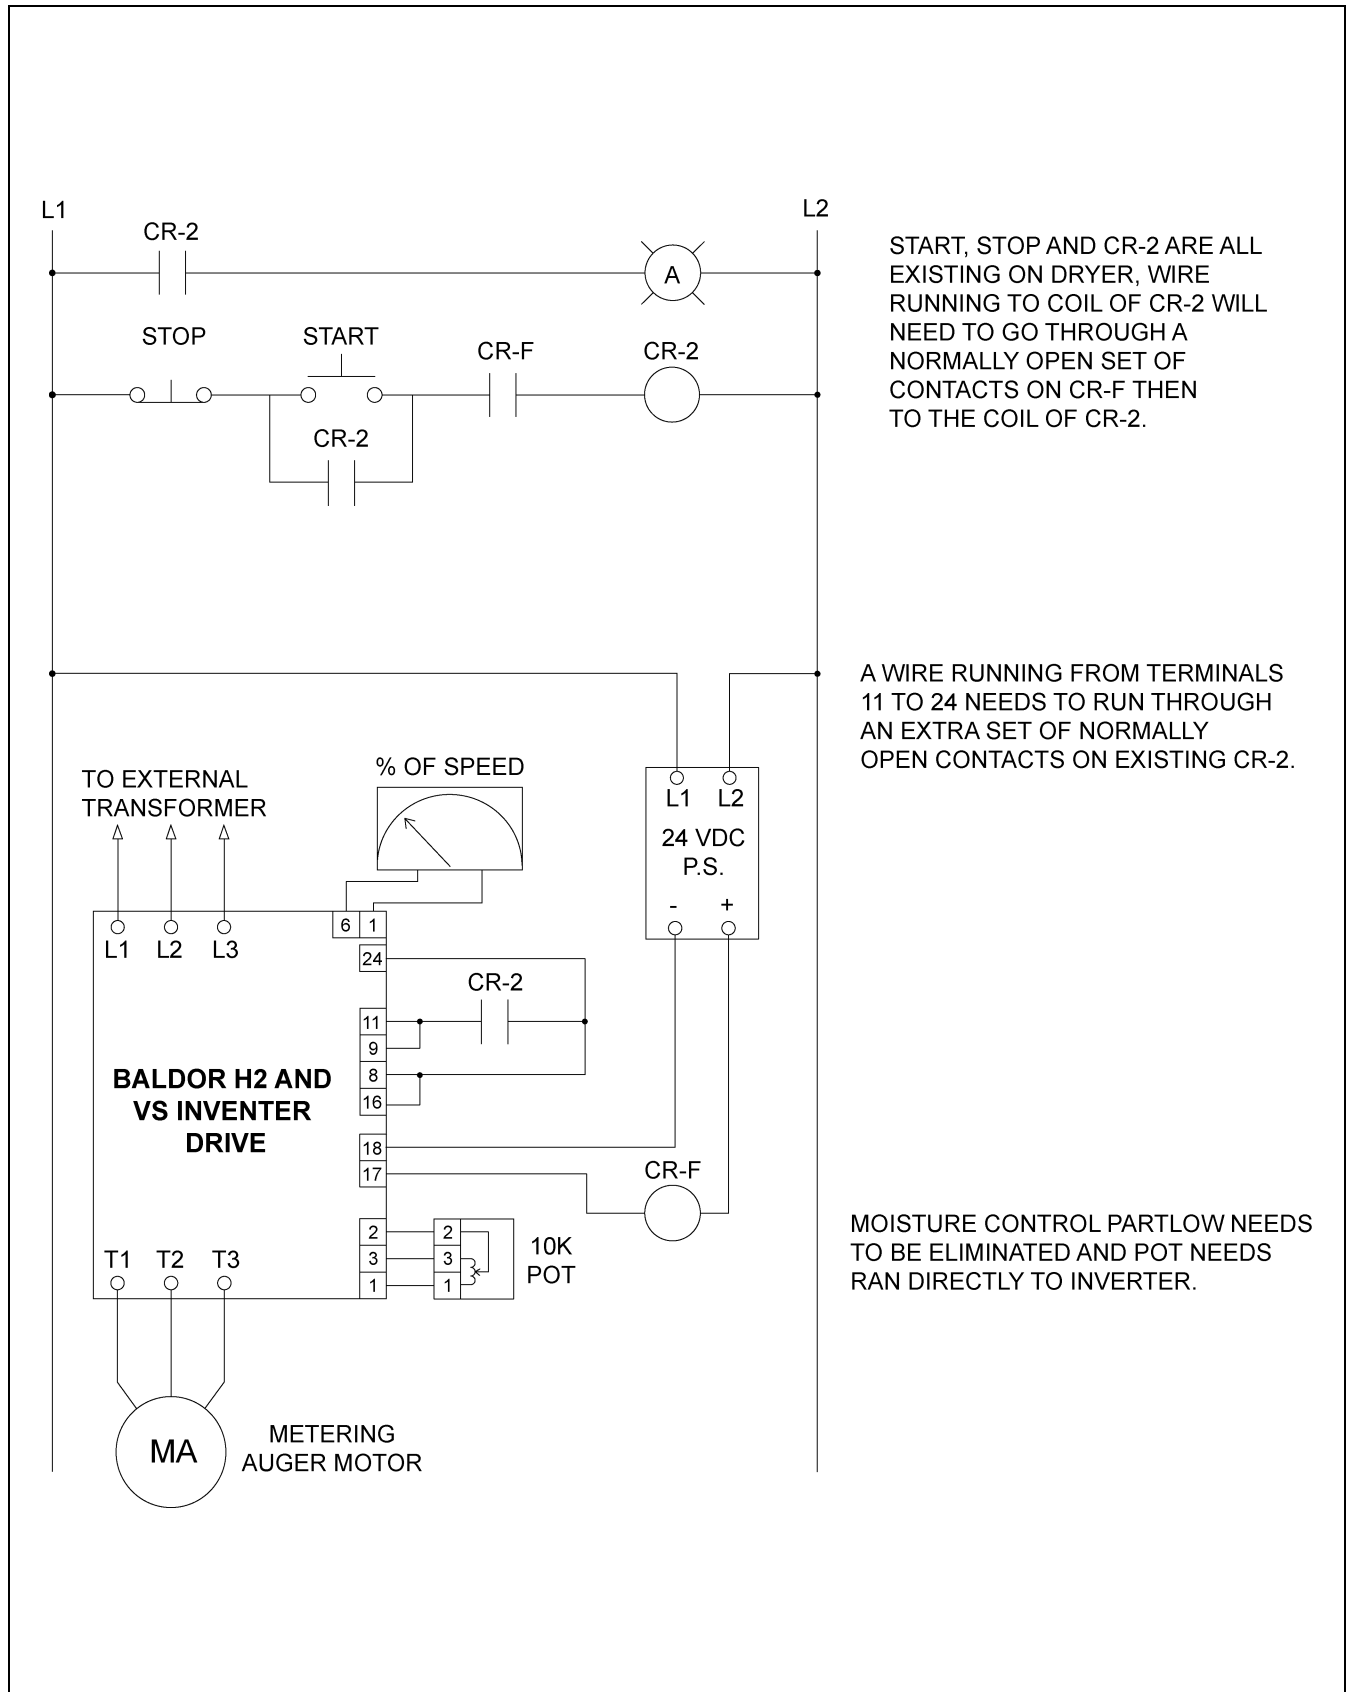 L1
L2
CR-2
A
START, STOP AND CR-2 ARE ALL
EXISTING ON DRYER, WIRE
RUNNING TO COIL OF CR-2 WILL
NEED TO GO THROUGH A
NORMALLY OPEN SET OF
CONTACTS ON CR-F THEN
TO THE COIL OF CR-2.
STOP
START
CR-F
CR-2
CR-2
A WIRE RUNNING FROM TERMINALS
11 TO 24 NEEDS TO RUN THROUGH
AN EXTRA SET OF NORMALLY
OPEN CONTACTS ON EXISTING CR-2.
TO EXTERNAL
TRANSFORMER
% OF SPEED
L1 L2
24 VDC
P.S.
- +
L1 L2 L3
6 1
24
CR-2
11
9
8
16
18
17
BALDOR H2 AND
VS INVENTER
DRIVE
CR-F
2
3
1
2
3
1
10K
POT
MOISTURE CONTROL PARTLOW NEEDS
TO BE ELIMINATED AND POT NEEDS
RAN DIRECTLY TO INVERTER.
T1 T2 T3
MA
METERING
AUGER MOTOR